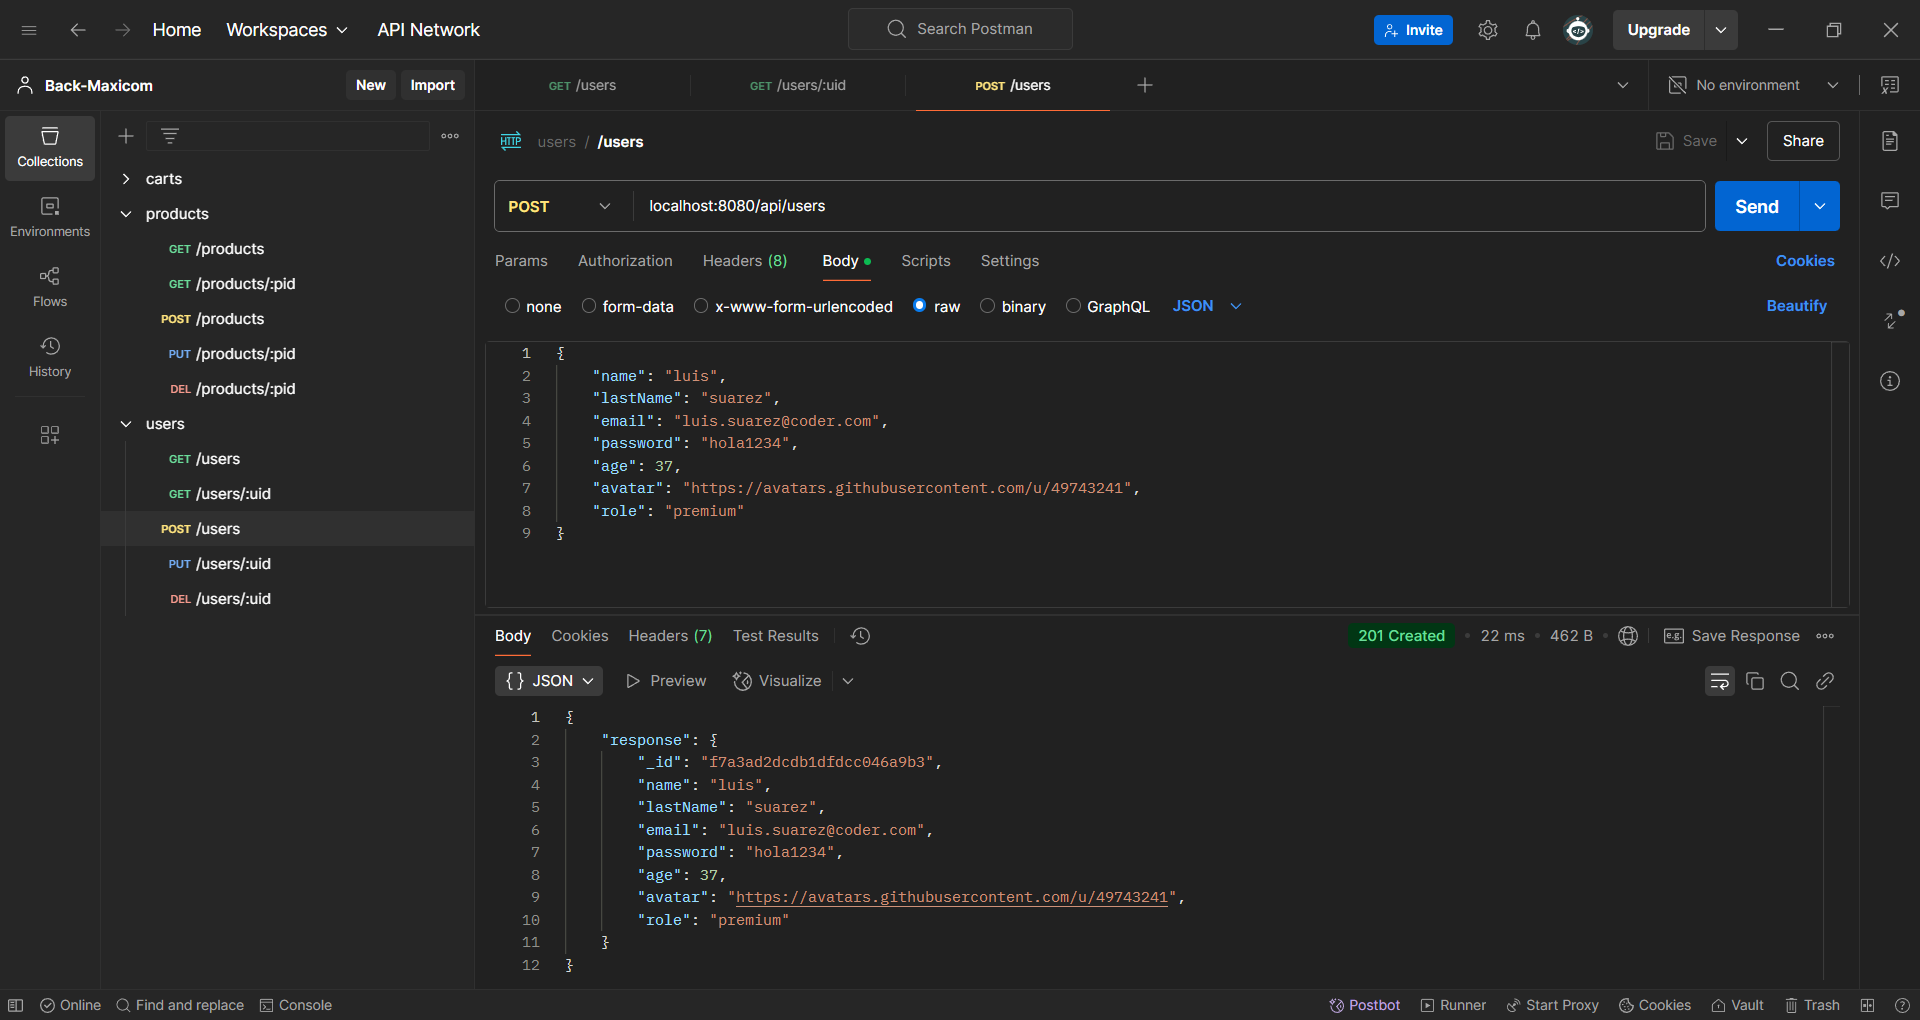 Home Workspaces API Network Search Postman Invite Upgrade
Back-Maxicom New Import GET /users GET /users/:uid POST /users No environment
Collections
Environments
Flows
History
carts
products
GET /products
GET /products/:pid
POST /products
PUT /products/:pid
DEL /products/:pid
users
GET /users
GET /users/:uid
POST /users
PUT /users/:uid
DEL /users/:uid
HTTP users / /users Save Share
POST localhost:8080/api/users Send
Params Authorization Headers (8) Body Scripts Settings Cookies
none form-data x-www-form-urlencoded raw binary GraphQL JSON Beautify
1 {
2 "name": "luis",
3 "lastName": "suarez",
4 "email": "luis.suarez@coder.com",
5 "password": "hola1234",
6 "age": 37,
7 "avatar": "https://avatars.githubusercontent.com/u/49743241",
8 "role": "premium"
9 }
Body Cookies Headers (7) Test Results 201 Created • 22 ms • 462 B • e.g. Save Response
{} JSON Preview Visualize
1 {
2 "response": {
3 "_id": "f7a3ad2dcdb1dfdcc046a9b3",
4 "name": "luis",
5 "lastName": "suarez",
6 "email": "luis.suarez@coder.com",
7 "password": "hola1234",
8 "age": 37,
9 "avatar": "https://avatars.githubusercontent.com/u/49743241",
10 "role": "premium"
11 }
12 }
Online Find and replace Console Postbot Runner Start Proxy Cookies Vault Trash